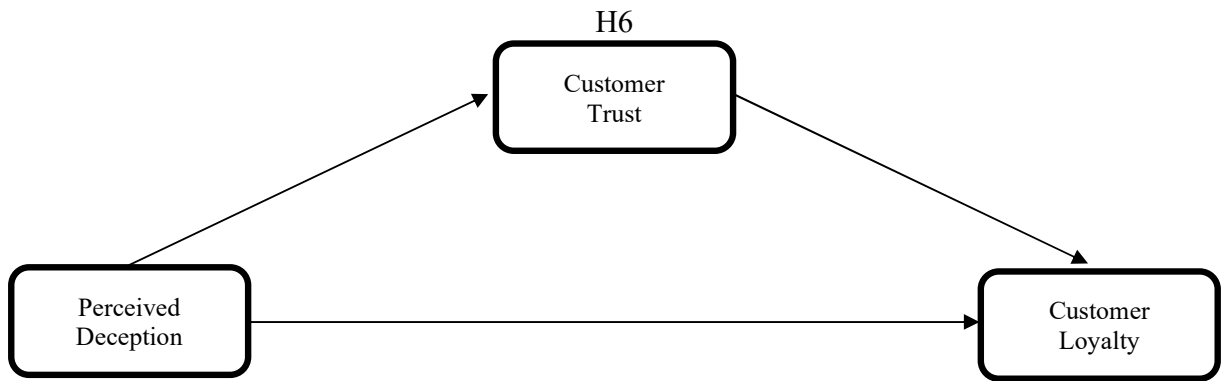 H6
Customer
Trust
Perceived
Deception
Customer
Loyalty